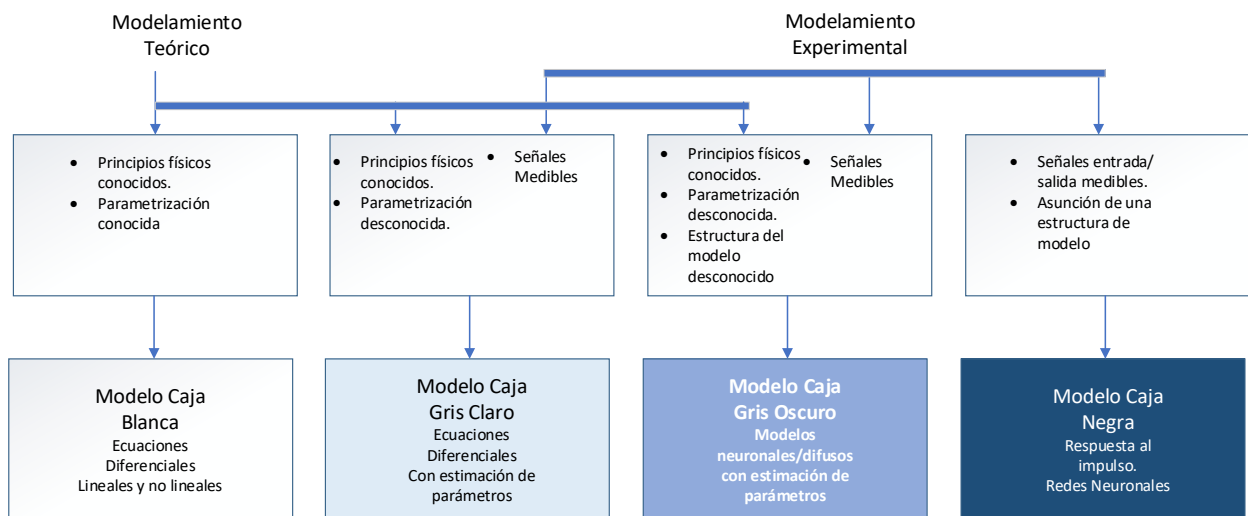 Modelamiento
Teórico
Modelamiento
Experimental
• Principios físicos
conocidos.
• Parametrización
conocida
• Principios físicos
conocidos.
• Parametrización
desconocida.
• Señales
Medibles
• Principios físicos
conocidos.
• Parametrización
desconocida.
• Estructura del
modelo
desconocido
• Señales
Medibles
• Señales entrada/
salida medibles.
• Asunción de una
estructura de
modelo
Modelo Caja
Blanca
Ecuaciones
Diferenciales
Lineales y no lineales
Modelo Caja
Gris Claro
Ecuaciones
Diferenciales
Con estimación de
parámetros
Modelo Caja
Gris Oscuro
Modelos
neuronales/difusos
con estimación de
parámetros
Modelo Caja
Negra
Respuesta al
impulso.
Redes Neuronales